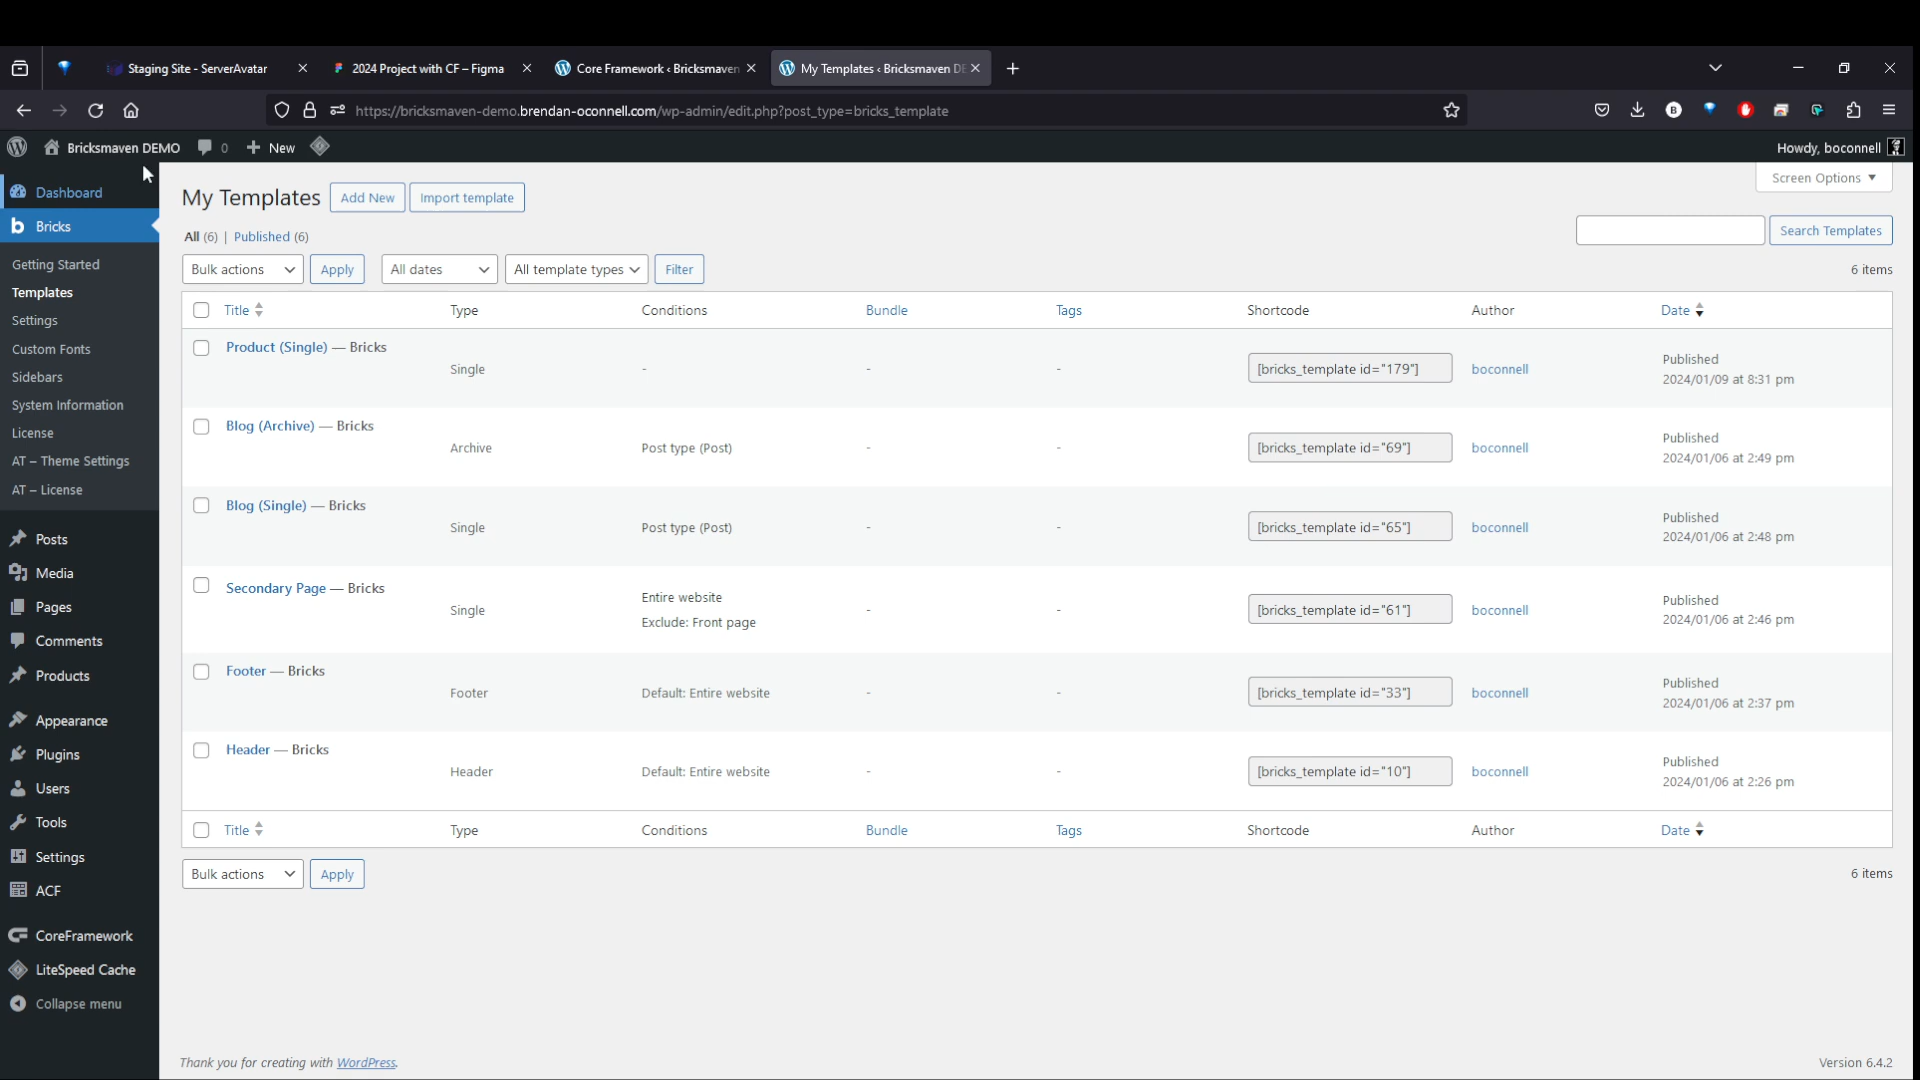 Staging Site - ServerAvatar
2024 Project with CF – Figma
Core Framework ‹ Bricksmaven
My Templates ‹ Bricksmaven DE
https://bricksmaven-demo.brendan-oconnell.com/wp-admin/edit.php?post_type=bricks_template
Bricksmaven DEMO 0 New
Howdy, boconnell
Dashboard
Bricks
Getting Started
Templates
Settings
Custom Fonts
Sidebars
System Information
License
AT – Theme Settings
AT – License
Posts
Media
Pages
Comments
Products
Appearance
Plugins
Users
Tools
Settings
ACF
CoreFramework
LiteSpeed Cache
Collapse menu
Screen Options
My Templates Add New Import template
All (6) | Published (6)
Search Templates
Bulk actions Apply All dates All template types Filter 6 items
Title Type Conditions Bundle Tags Shortcode Author Date
Product (Single) — Bricks
Single - - - [bricks_template id="179"] boconnell Published
2024/01/09 at 8:31 pm
Blog (Archive) — Bricks
Archive Post type (Post) - - [bricks_template id="69"] boconnell Published
2024/01/06 at 2:49 pm
Blog (Single) — Bricks
Single Post type (Post) - - [bricks_template id="65"] boconnell Published
2024/01/06 at 2:48 pm
Secondary Page — Bricks
Single Entire website
Exclude: Front page
- - [bricks_template id="61"] boconnell Published
2024/01/06 at 2:46 pm
Footer — Bricks
Footer Default: Entire website - - [bricks_template id="33"] boconnell Published
2024/01/06 at 2:37 pm
Header — Bricks
Header Default: Entire website - - [bricks_template id="10"] boconnell Published
2024/01/06 at 2:26 pm
Title Type Conditions Bundle Tags Shortcode Author Date
Bulk actions Apply 6 items
Thank you for creating with WordPress.
Version 6.4.2